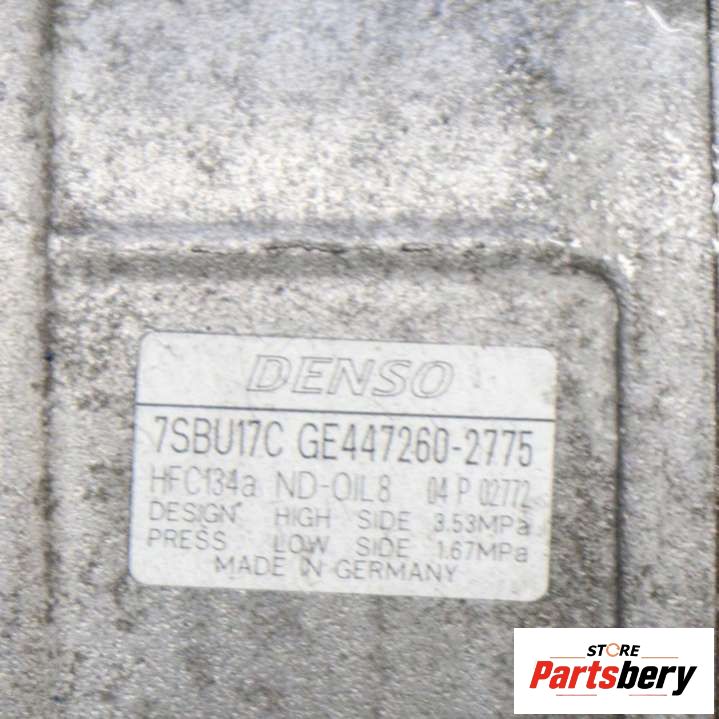 DENSO
7SBU17C GE447260-2775
HFC134a ND-OIL8 04 P 02772
DESIGN HIGH SIDE 3.53MPa
PRESS LOW SIDE 1.67MPa
MADE IN GERMANY
STORE
Partsbery